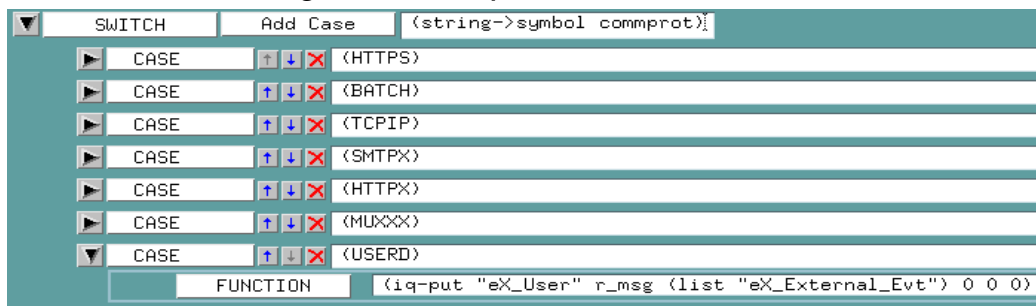 SWITCH Add Case (string->symbol commprot)
CASE (HTTPS)
CASE (BATCH)
CASE (TCPIP)
CASE (SMTPX)
CASE (HTTPX)
CASE (MUXXX)
CASE (USERD)
FUNCTION (iq-put "eX_User" r_msg (list "eX_External_Evt") 0 0 0)